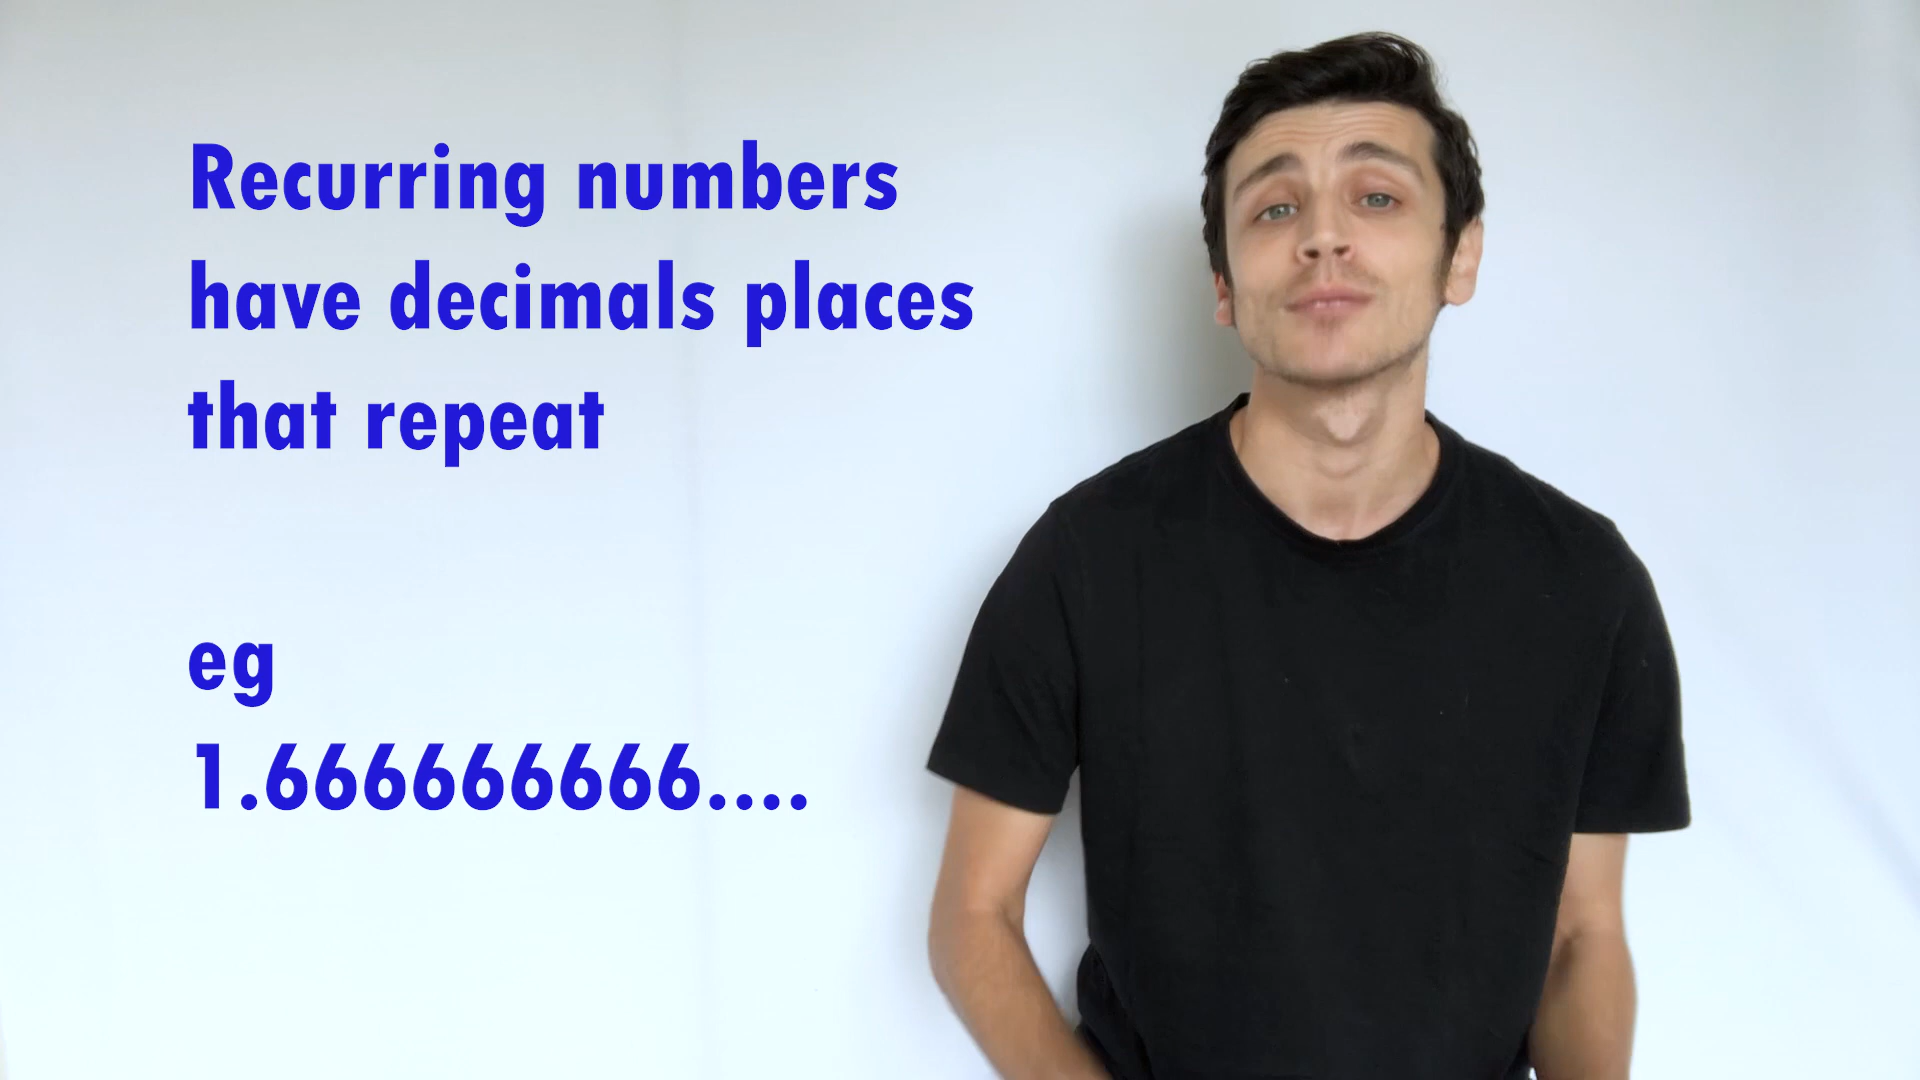 Recurring numbers
have decimals places
that repeat
eg
1.666666666....